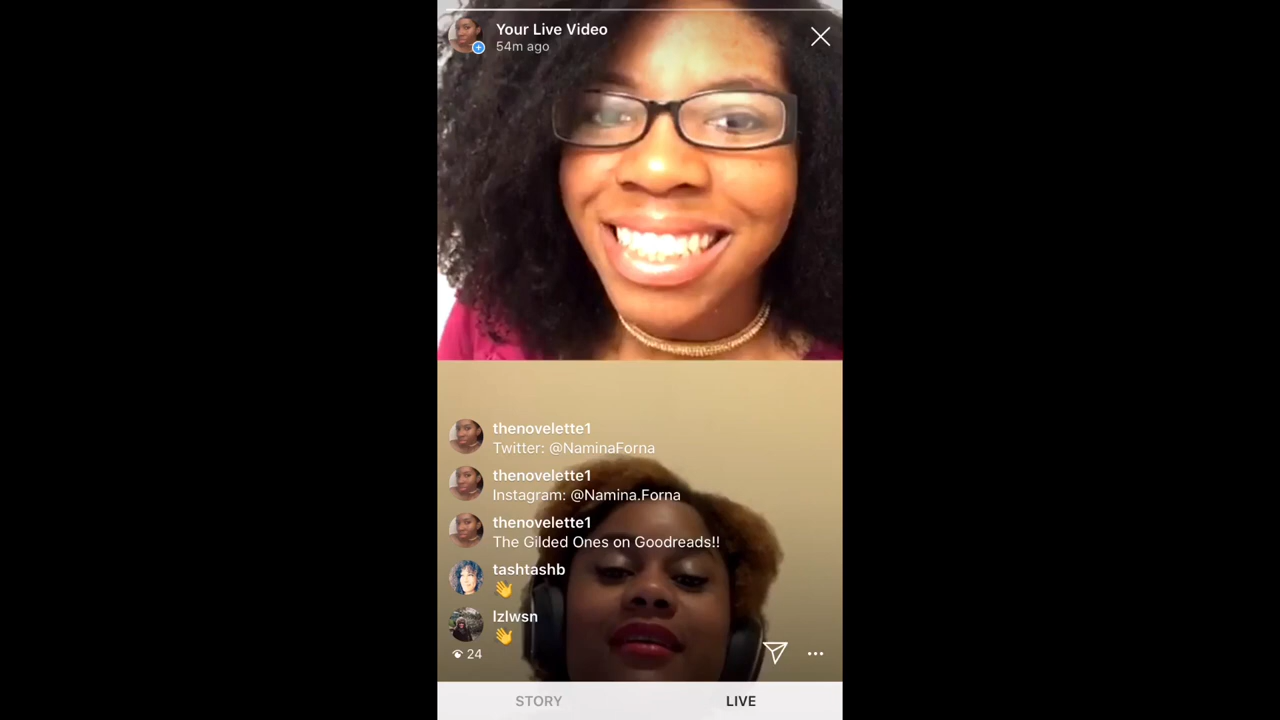 Your Live Video
54m ago
thenovelette1
Twitter: @NaminaForna
thenovelette1
Instagram: @Namina.Forna
thenovelette1
The Gilded Ones on Goodreads!!
tashtashb
👋
lzlwsn
👋
24
STORY LIVE